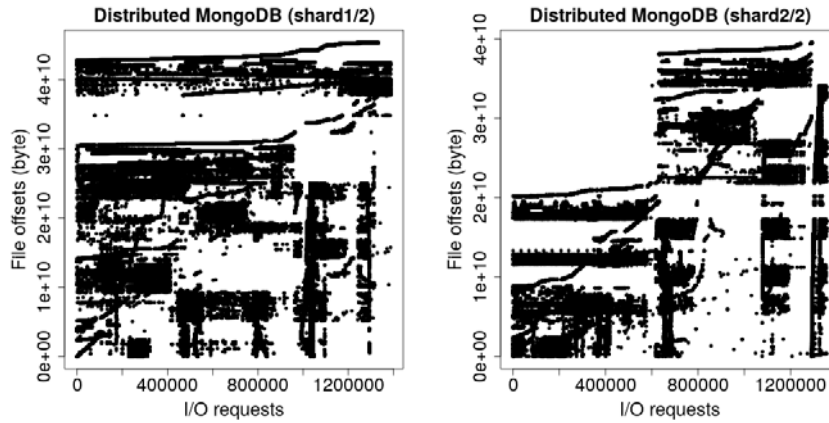 Distributed MongoDB (shard1/2)
File offsets (byte)
4e+10
3e+10
2e+10
1e+10
0e+00
0 400000 800000 1200000
I/O requests
Distributed MongoDB (shard2/2)
File offsets (byte)
4e+10
3e+10
2e+10
1e+10
0e+00
0 400000 800000 1200000
I/O requests